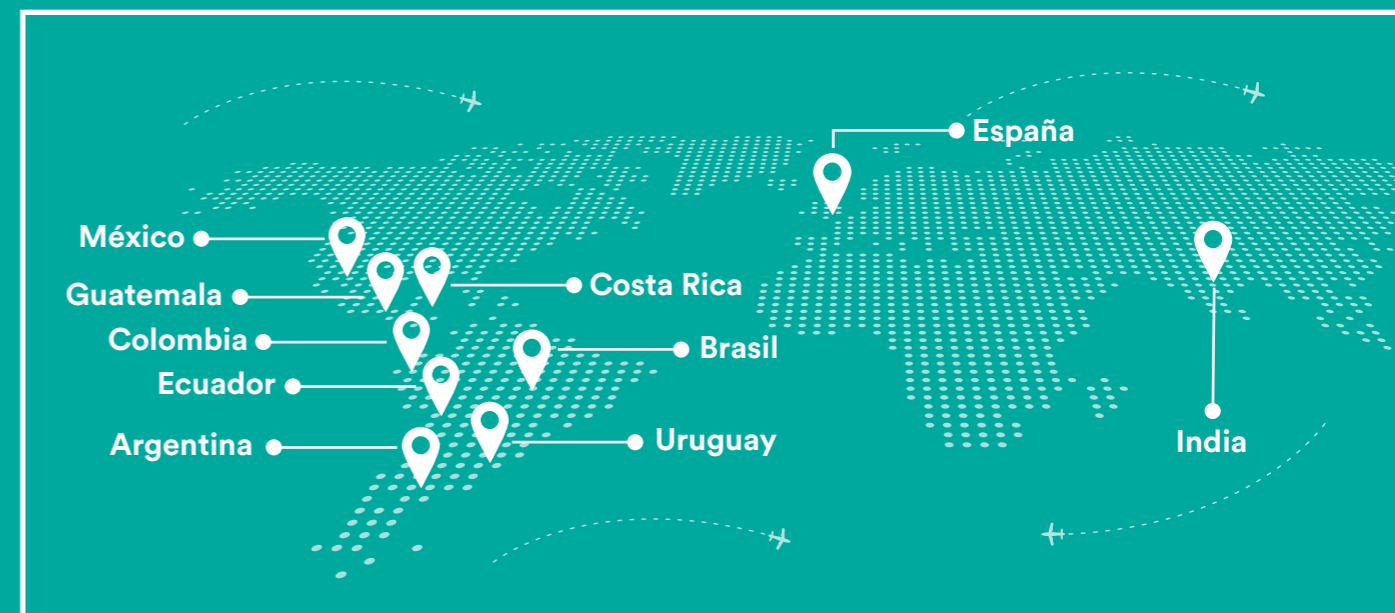 España
México
Guatemala
Costa Rica
Colombia
Brasil
Ecuador
Argentina
Uruguay
India